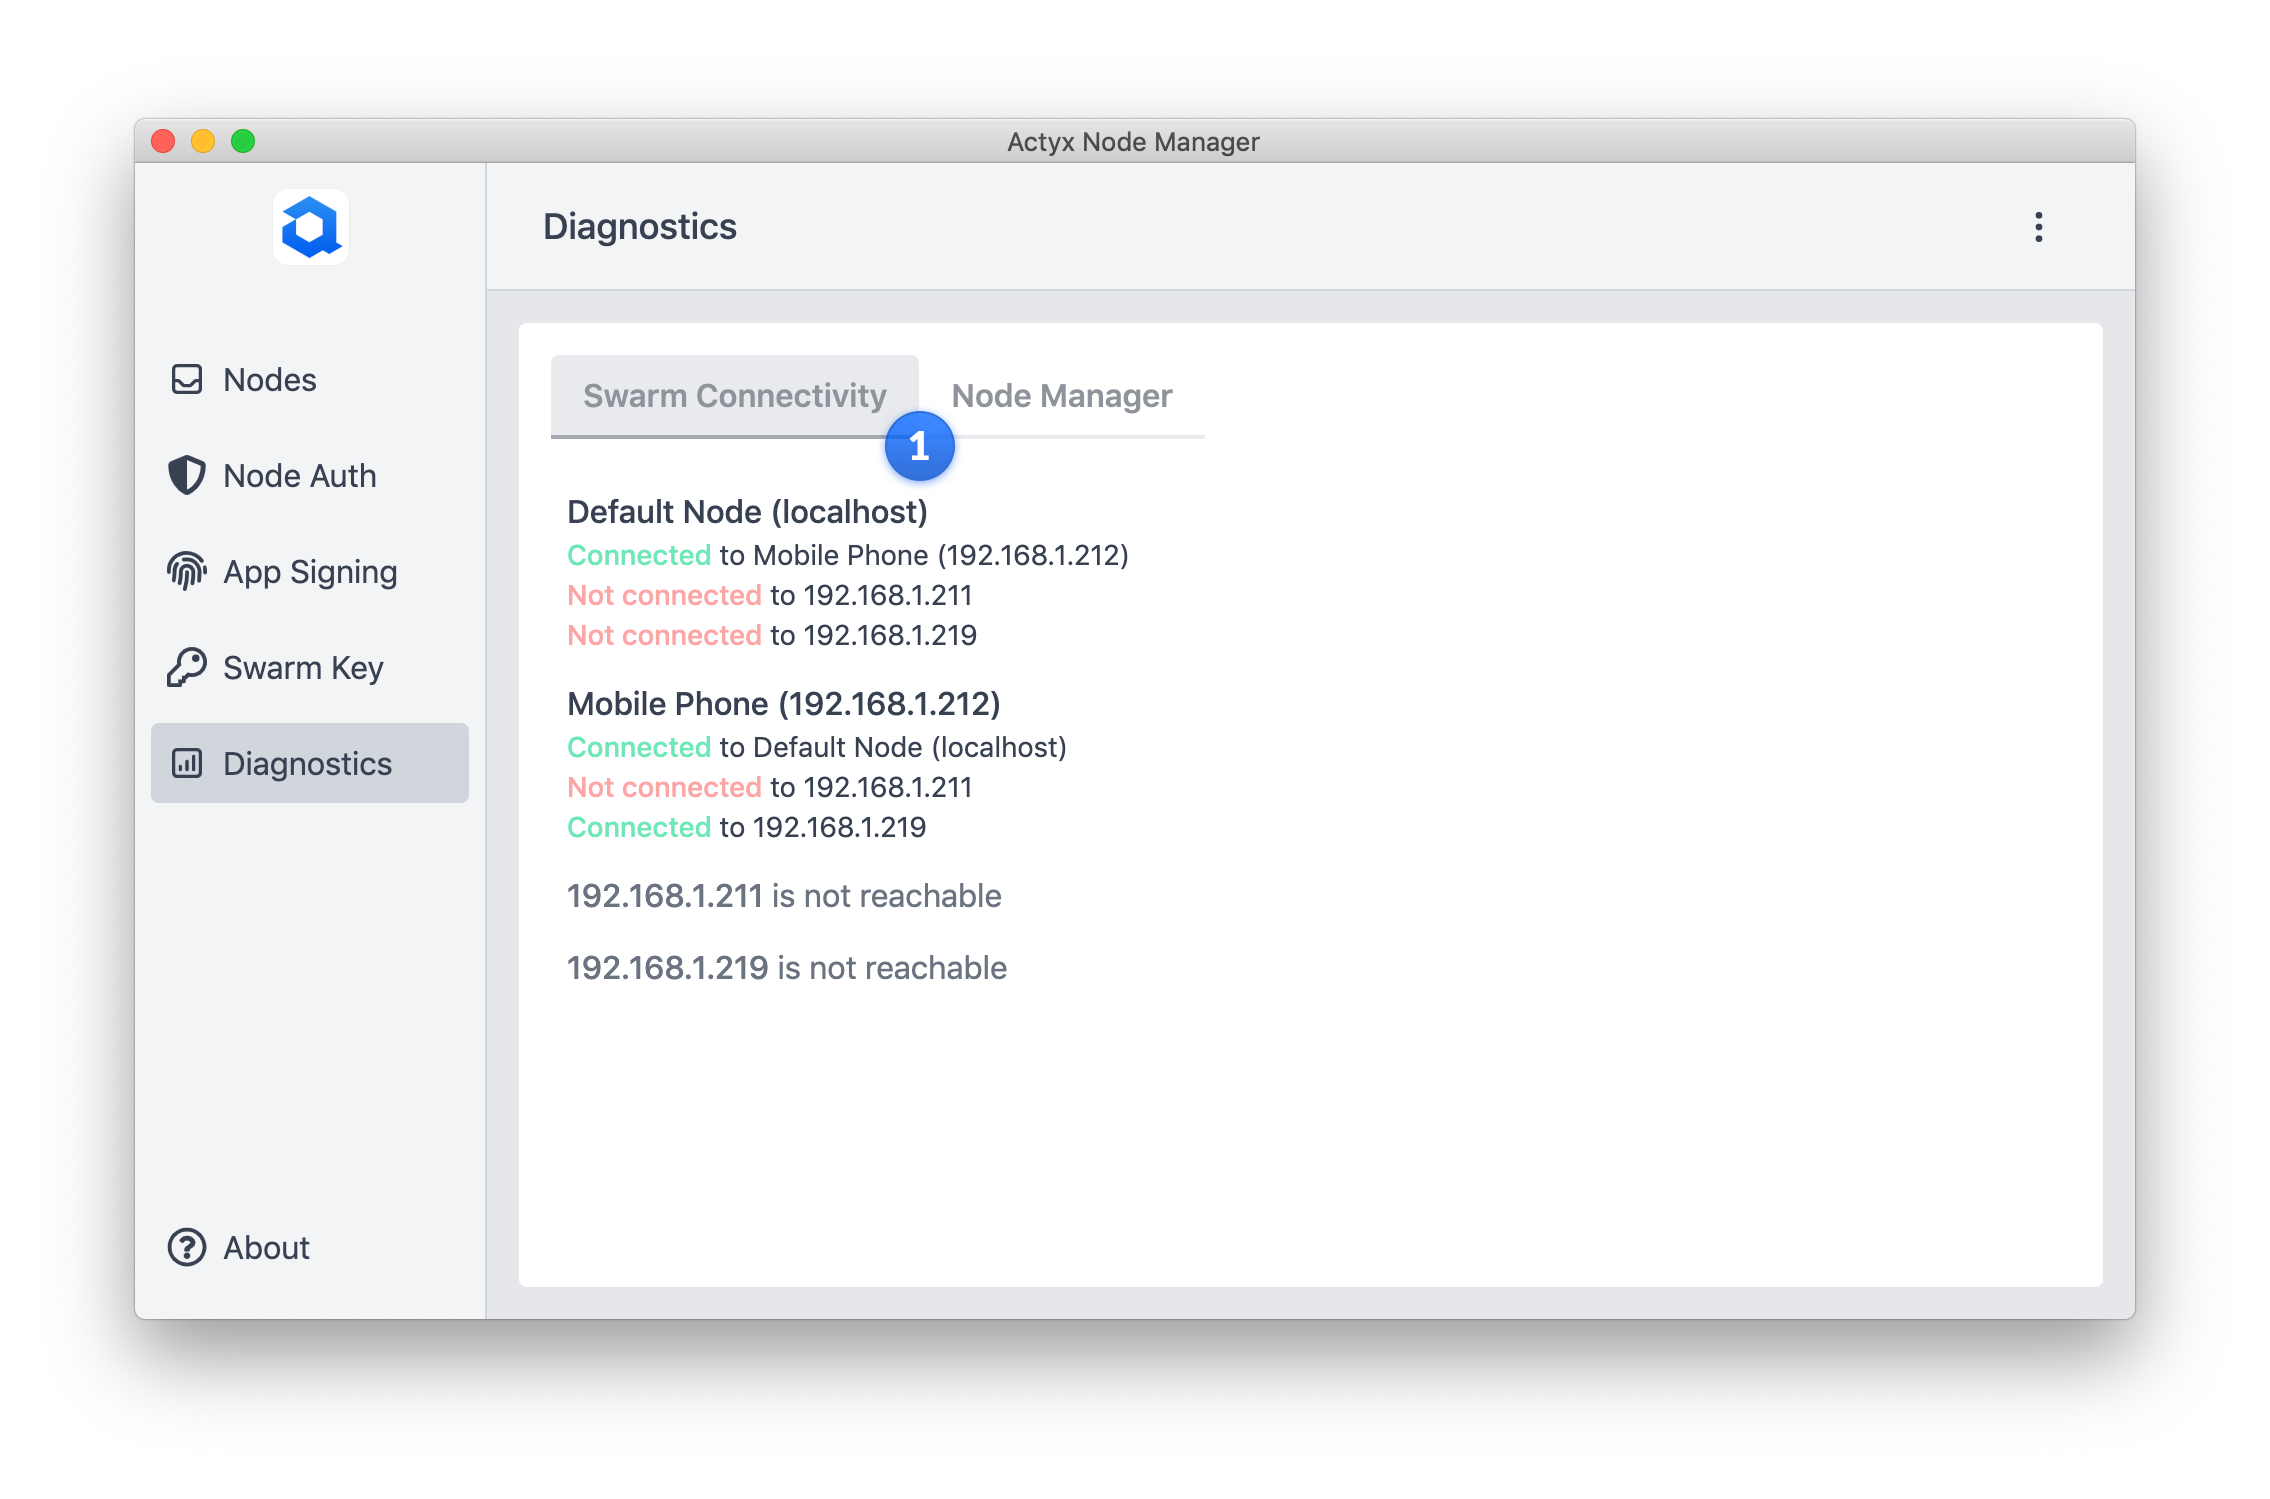 Actyx Node Manager
Diagnostics
Nodes
Node Auth
App Signing
Swarm Key
Diagnostics
About
Swarm Connectivity
Node Manager
1
Default Node (localhost)
Connected to Mobile Phone (192.168.1.212)
Not connected to 192.168.1.211
Not connected to 192.168.1.219
Mobile Phone (192.168.1.212)
Connected to Default Node (localhost)
Not connected to 192.168.1.211
Connected to 192.168.1.219
192.168.1.211 is not reachable
192.168.1.219 is not reachable